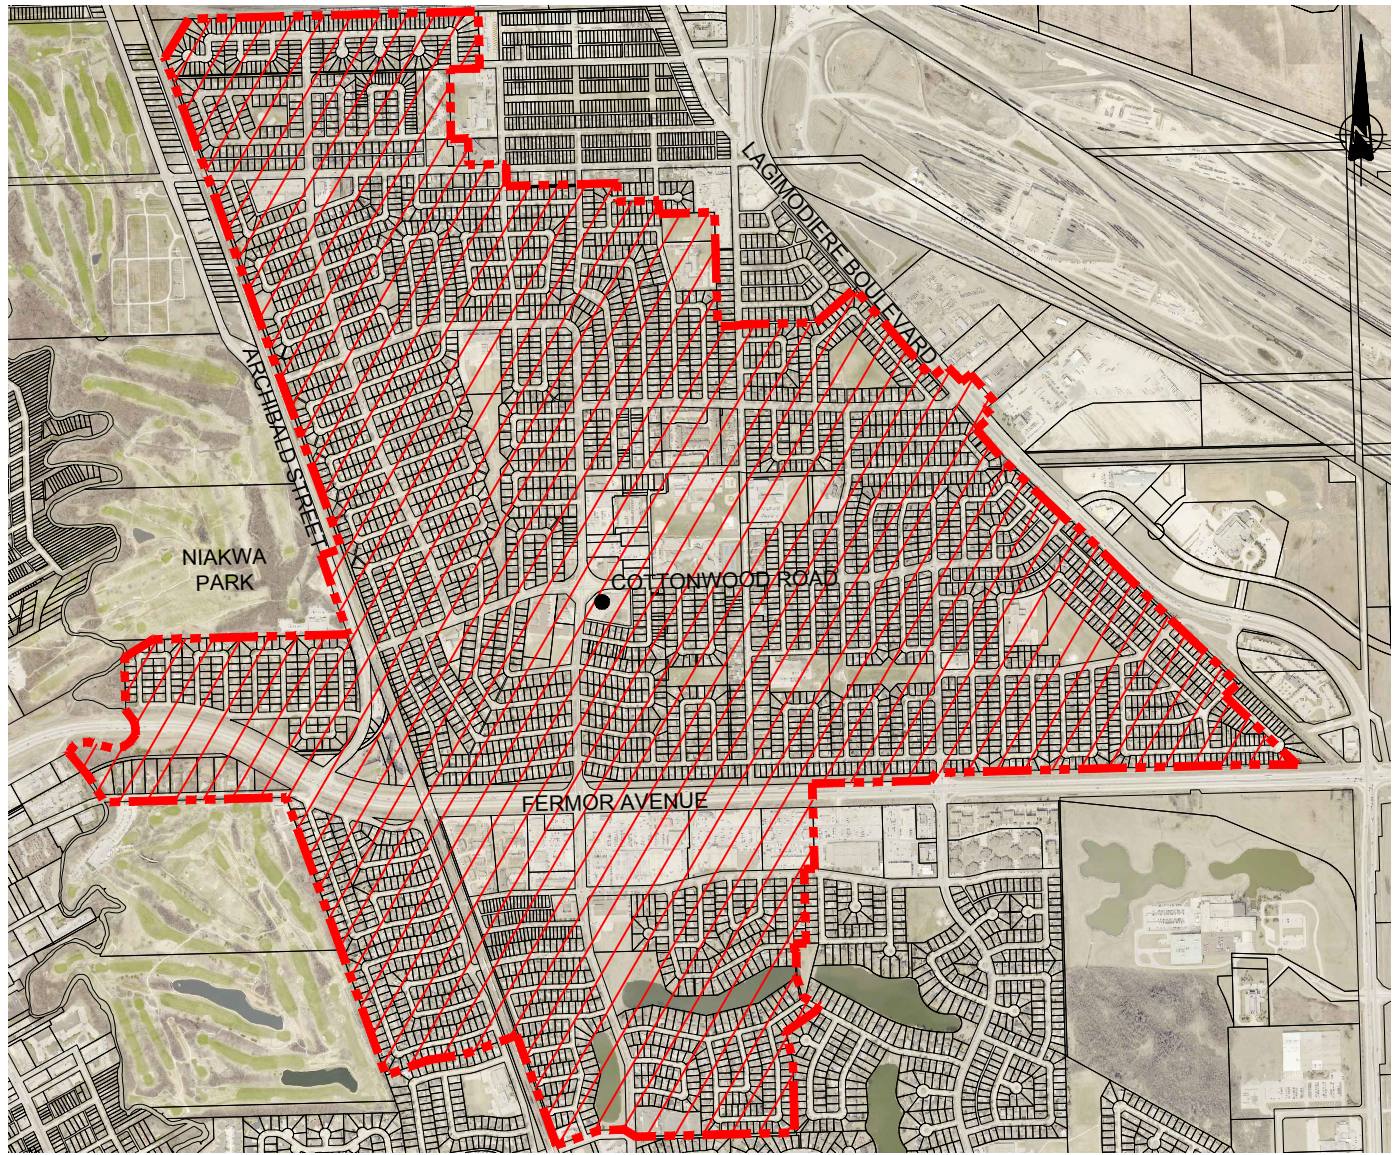 LAGIMODIERE BOULEVARD
ARCHIBALD STREET
NIAKWA
PARK
COTTONWOOD ROAD
FERMOR AVENUE